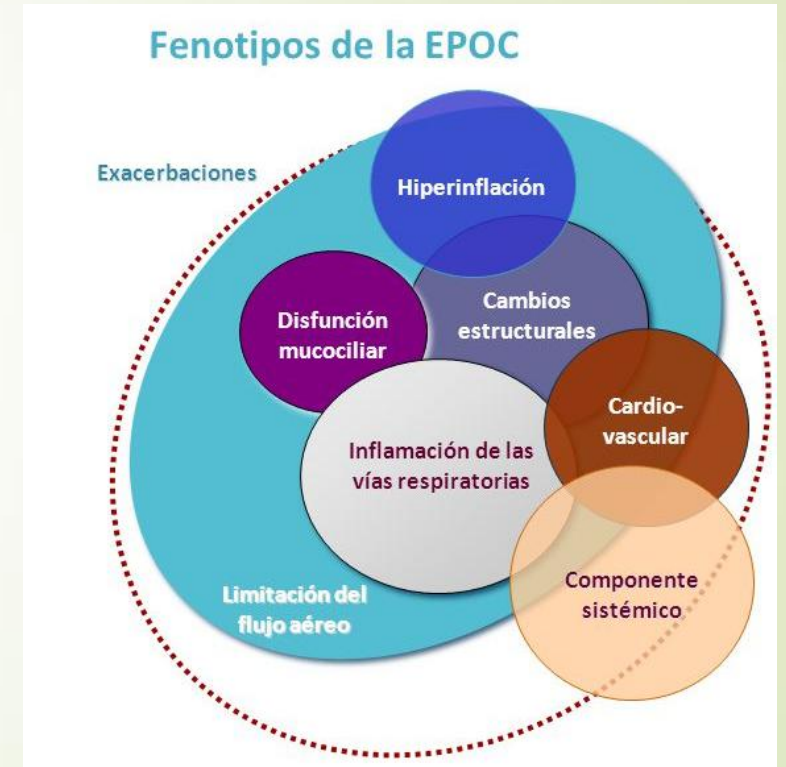 Fenotipos de la EPOC
Exacerbaciones
Hiperinflación
Cambios
estructurales
Disfunción
mucociliar
Cardio-
vascular
Inflamación de las
vías respiratorias
Componente
sistémico
Limitación del
flujo aéreo